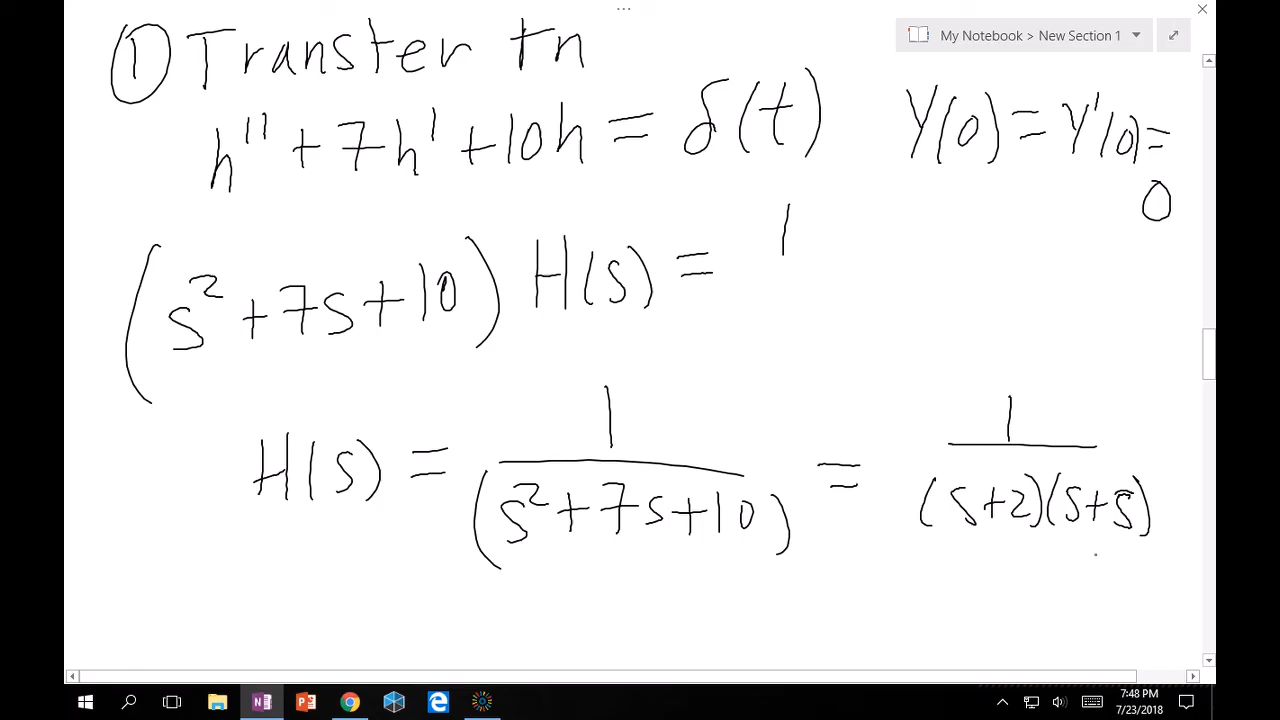 My Notebook > New Section 1
① Transfer fn
h'' + 7h' + 10h = δ(t)
Y(0) = Y'(0) =
0
(s² + 7s + 10) H(s) = 1
H(s) = 1/(s² + 7s + 10) = 1/(s+2)(s+5)
7:48 PM
7/23/2018